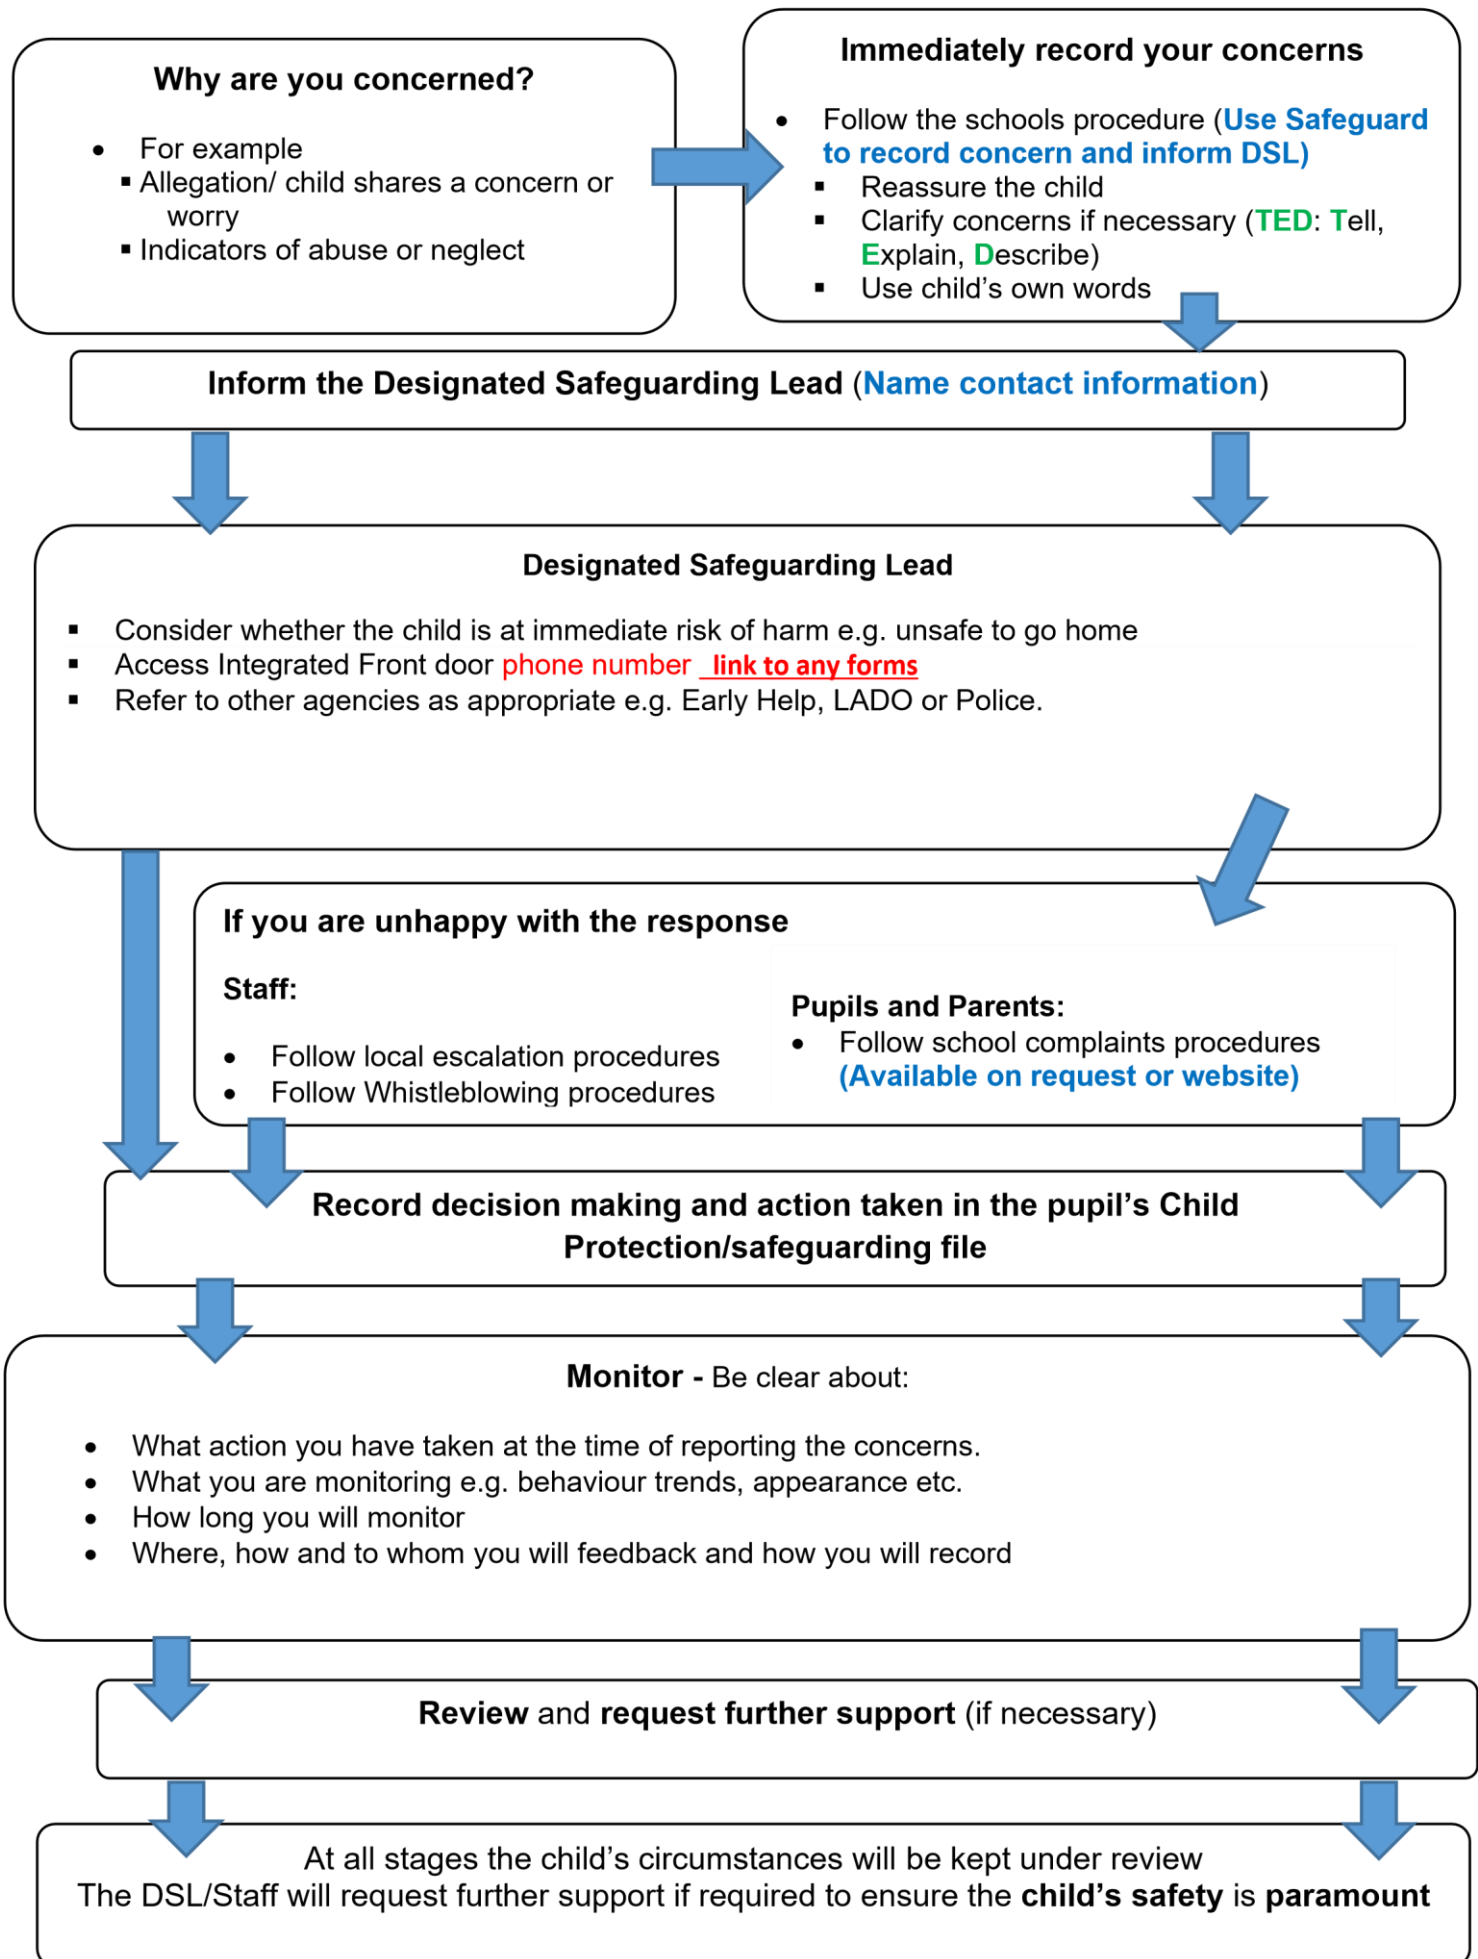 Why are you concerned?
• For example
▪ Allegation/ child shares a concern or
worry
▪ Indicators of abuse or neglect
Immediately record your concerns
• Follow the schools procedure (Use Safeguard
to record concern and inform DSL)
▪ Reassure the child
▪ Clarify concerns if necessary (TED: Tell,
Explain, Describe)
▪ Use child’s own words
Inform the Designated Safeguarding Lead (Name contact information)
Designated Safeguarding Lead
▪ Consider whether the child is at immediate risk of harm e.g. unsafe to go home
▪ Access Integrated Front door phone number link to any forms
▪ Refer to other agencies as appropriate e.g. Early Help, LADO or Police.
If you are unhappy with the response
Staff:
• Follow local escalation procedures
• Follow Whistleblowing procedures
Pupils and Parents:
• Follow school complaints procedures
(Available on request or website)
Record decision making and action taken in the pupil’s Child
Protection/safeguarding file
Monitor - Be clear about:
• What action you have taken at the time of reporting the concerns.
• What you are monitoring e.g. behaviour trends, appearance etc.
• How long you will monitor
• Where, how and to whom you will feedback and how you will record
Review and request further support (if necessary)
At all stages the child’s circumstances will be kept under review
The DSL/Staff will request further support if required to ensure the child’s safety is paramount